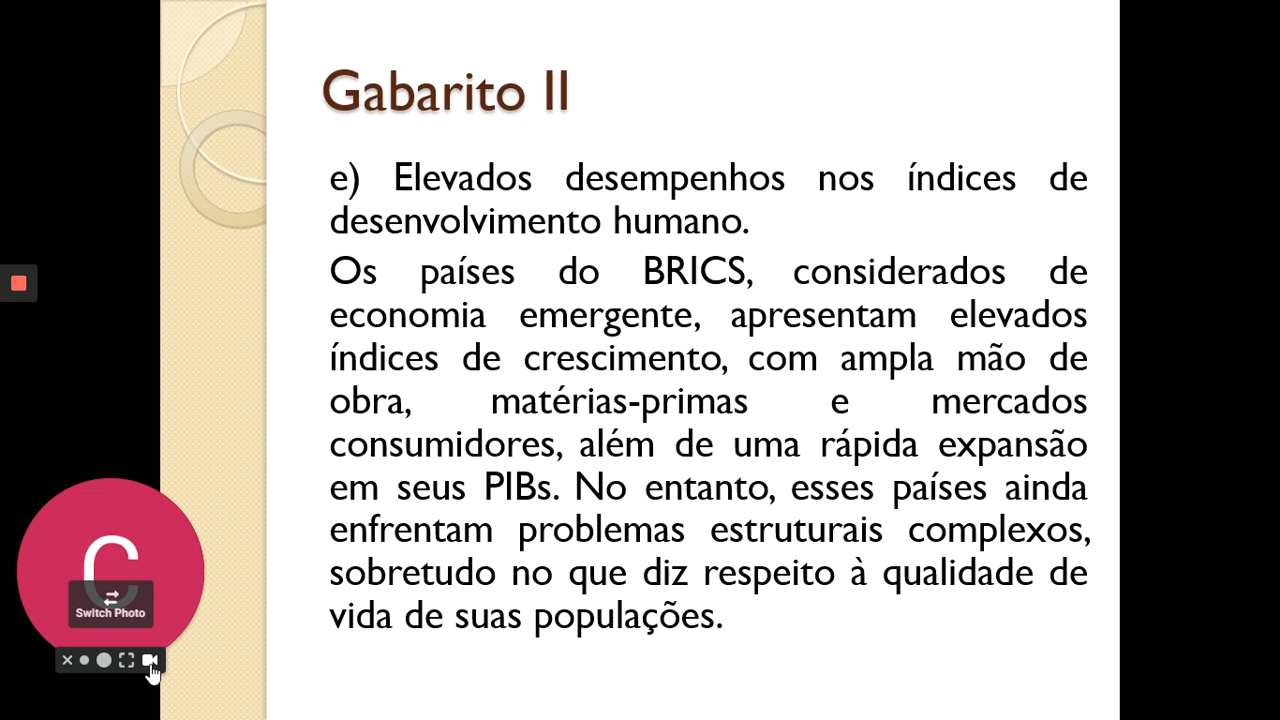 Gabarito II
e) Elevados desempenhos nos índices de
desenvolvimento humano.
Os países do BRICS, considerados de
economia emergente, apresentam elevados
índices de crescimento, com ampla mão de
obra, matérias-primas e mercados
consumidores, além de uma rápida expansão
em seus PIBs. No entanto, esses países ainda
enfrentam problemas estruturais complexos,
sobretudo no que diz respeito à qualidade de
vida de suas populações.
C
Switch Photo